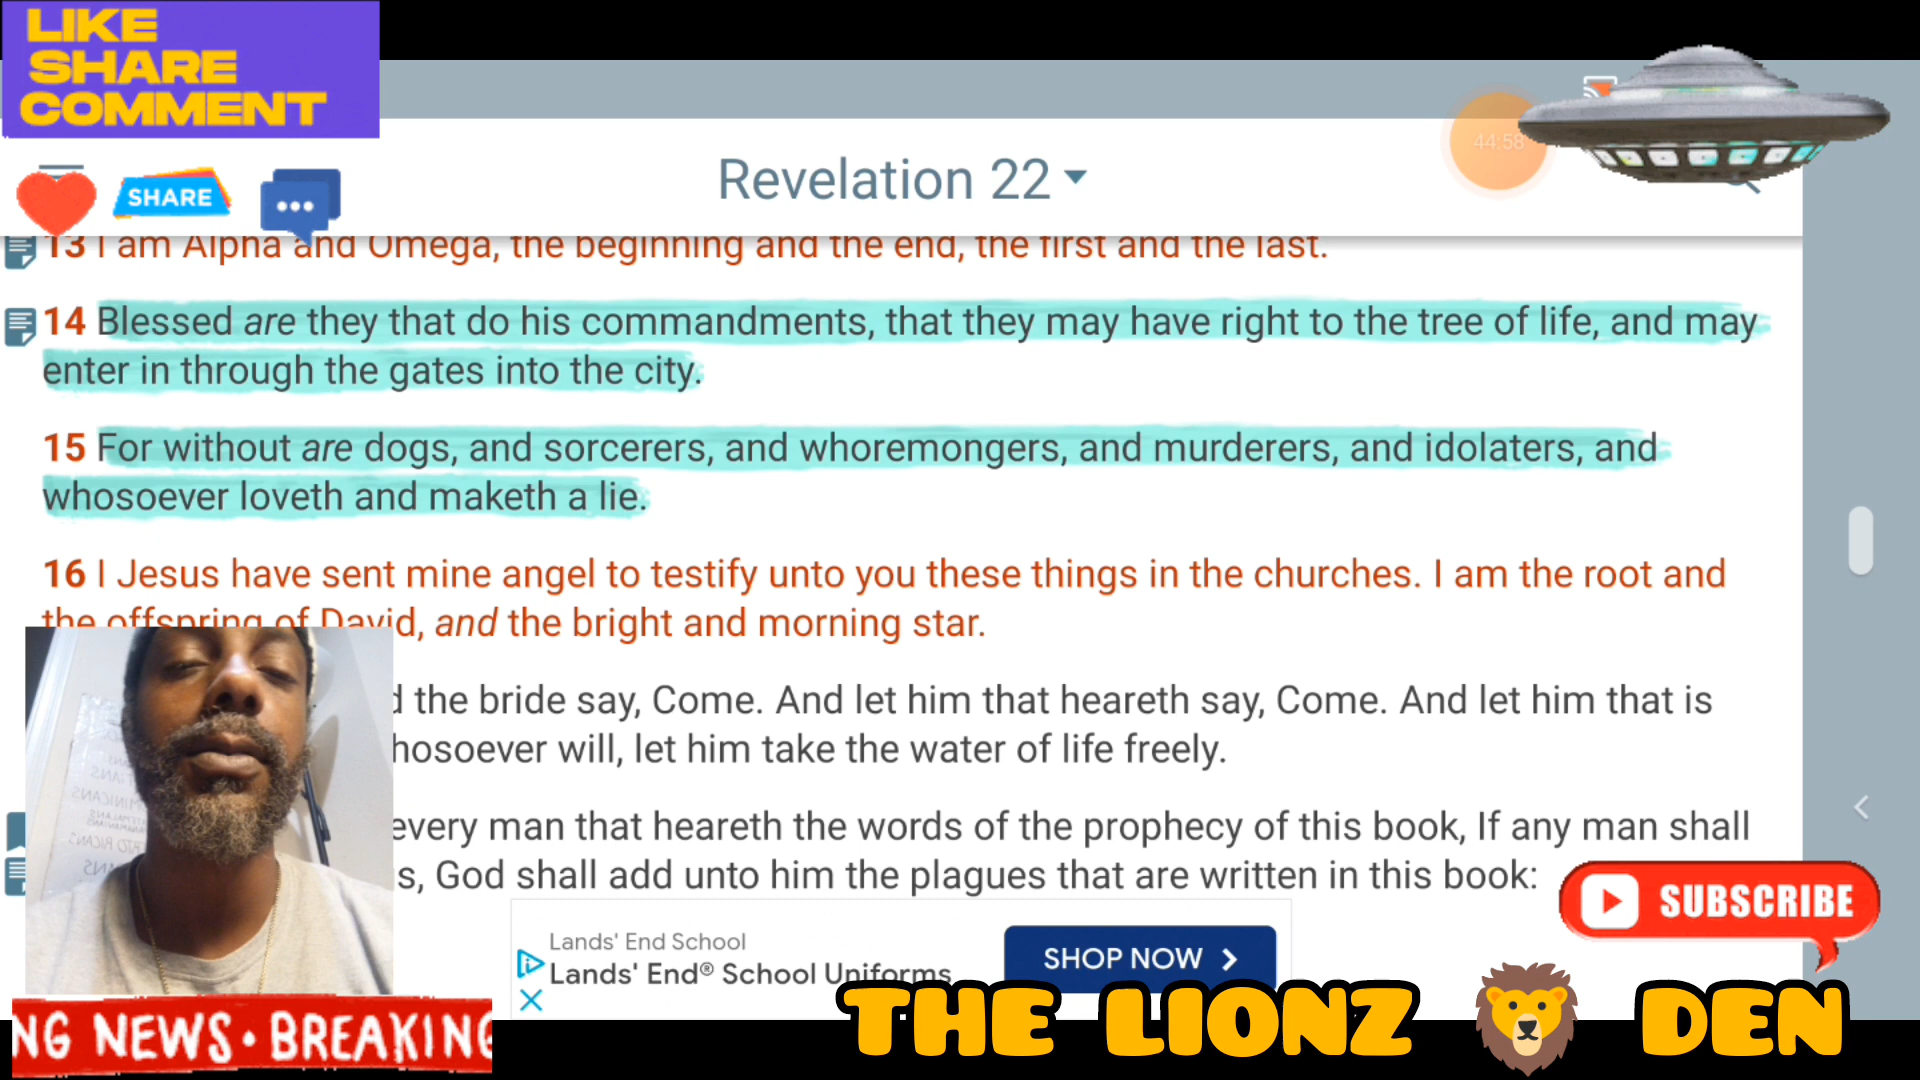 LIKE
SHARE
COMMENT
SHARE
44:58
Revelation 22
13 I am Alpha and Omega, the beginning and the end, the first and the last.
14 Blessed are they that do his commandments, that they may have right to the tree of life, and may
enter in through the gates into the city.
15 For without are dogs, and sorcerers, and whoremongers, and murderers, and idolaters, and
whosoever loveth and maketh a lie.
16 I Jesus have sent mine angel to testify unto you these things in the churches. I am the root and
the offspring of David, and the bright and morning star.
the bride say, Come. And let him that heareth say, Come. And let him that is
hosoever will, let him take the water of life freely.
every man that heareth the words of the prophecy of this book, If any man shall
s, God shall add unto him the plagues that are written in this book:
SUBSCRIBE
Lands' End School
Lands' End® School Uniforms
SHOP NOW
THE LIONZ DEN
NG NEWS • BREAKING